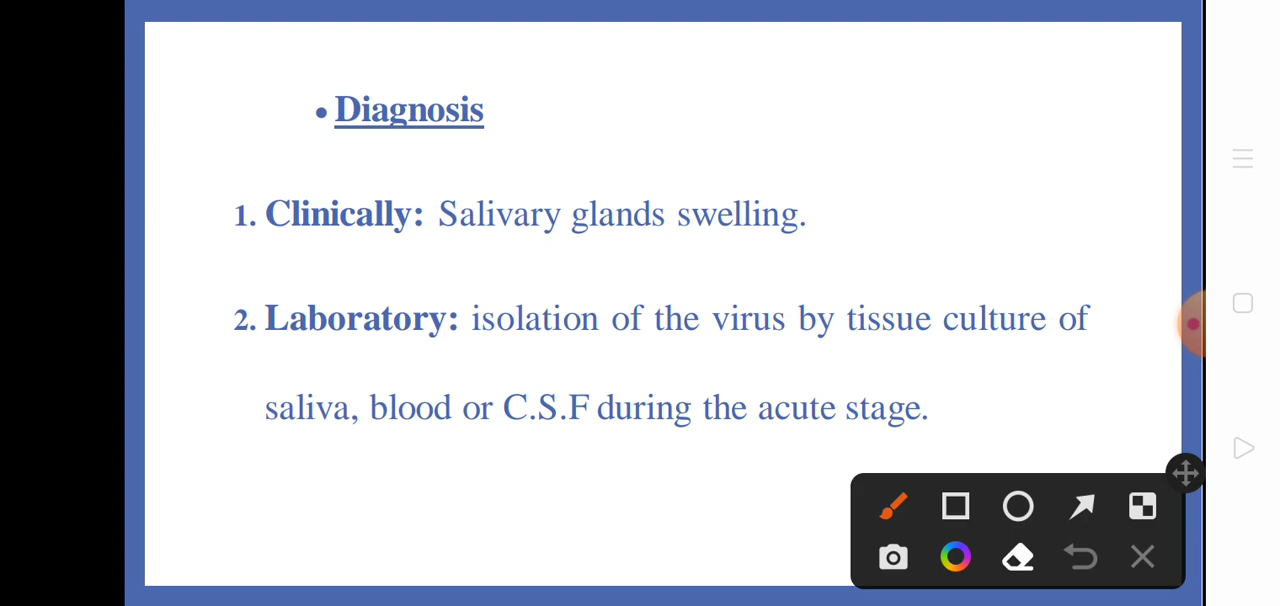 • Diagnosis
1. Clinically: Salivary glands swelling.
2. Laboratory: isolation of the virus by tissue culture of
saliva, blood or C.S.F during the acute stage.